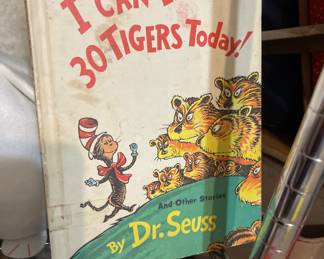 I CAN
30 TIGERS Today!
And Other Stories
By Dr. Seuss